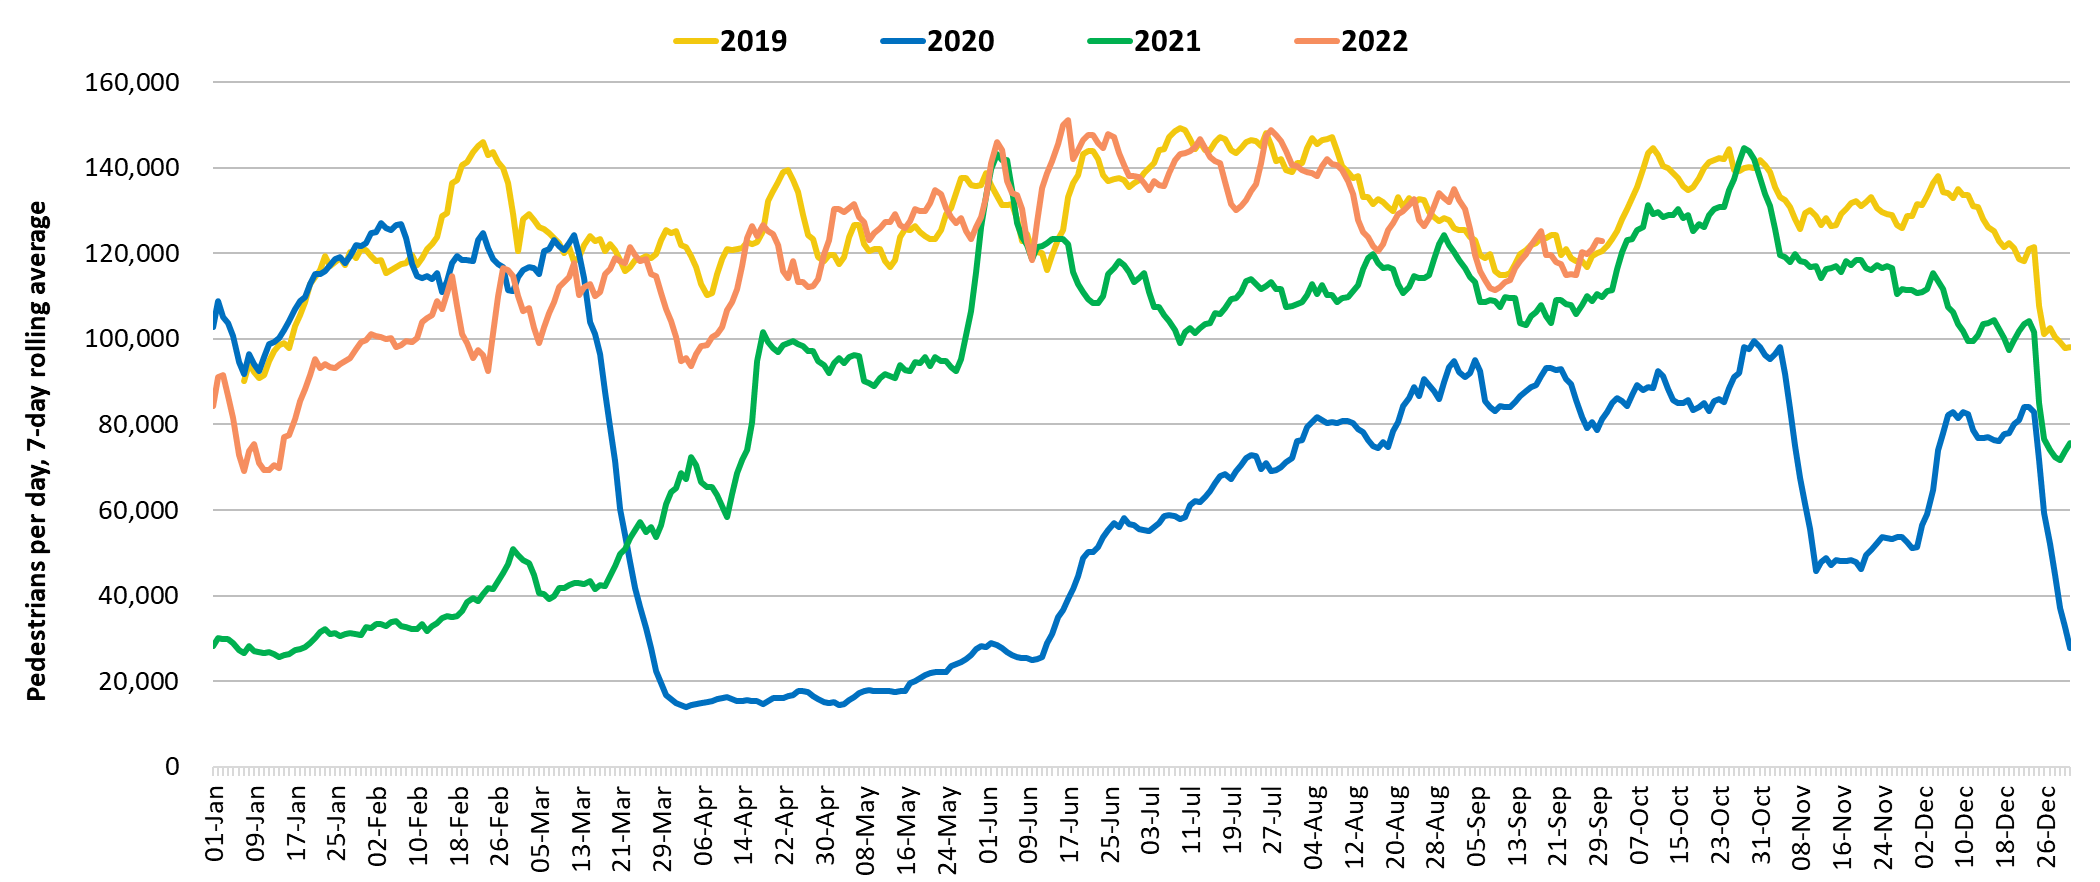 2019 2020 2021 2022
Pedestrians per day, 7-day rolling average
160,000
140,000
120,000
100,000
80,000
60,000
40,000
20,000
0
01-Jan
09-Jan
17-Jan
25-Jan
02-Feb
10-Feb
18-Feb
26-Feb
05-Mar
13-Mar
21-Mar
29-Mar
06-Apr
14-Apr
22-Apr
30-Apr
08-May
16-May
24-May
01-Jun
09-Jun
17-Jun
25-Jun
03-Jul
11-Jul
19-Jul
27-Jul
04-Aug
12-Aug
20-Aug
28-Aug
05-Sep
13-Sep
21-Sep
29-Sep
07-Oct
15-Oct
23-Oct
31-Oct
08-Nov
16-Nov
24-Nov
02-Dec
10-Dec
18-Dec
26-Dec